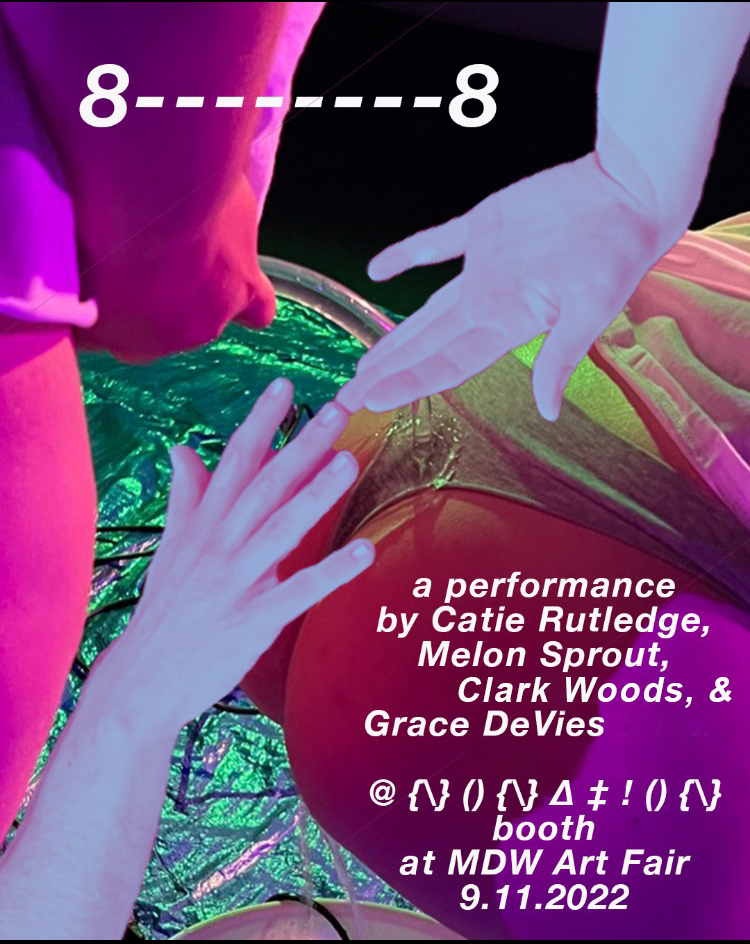 8--------8
a performance
by Catie Rutledge,
Melon Sprout,
Clark Woods, &
Grace DeVies
@ {\} () {\} Δ ‡ ! () {\}
booth
at MDW Art Fair
9.11.2022